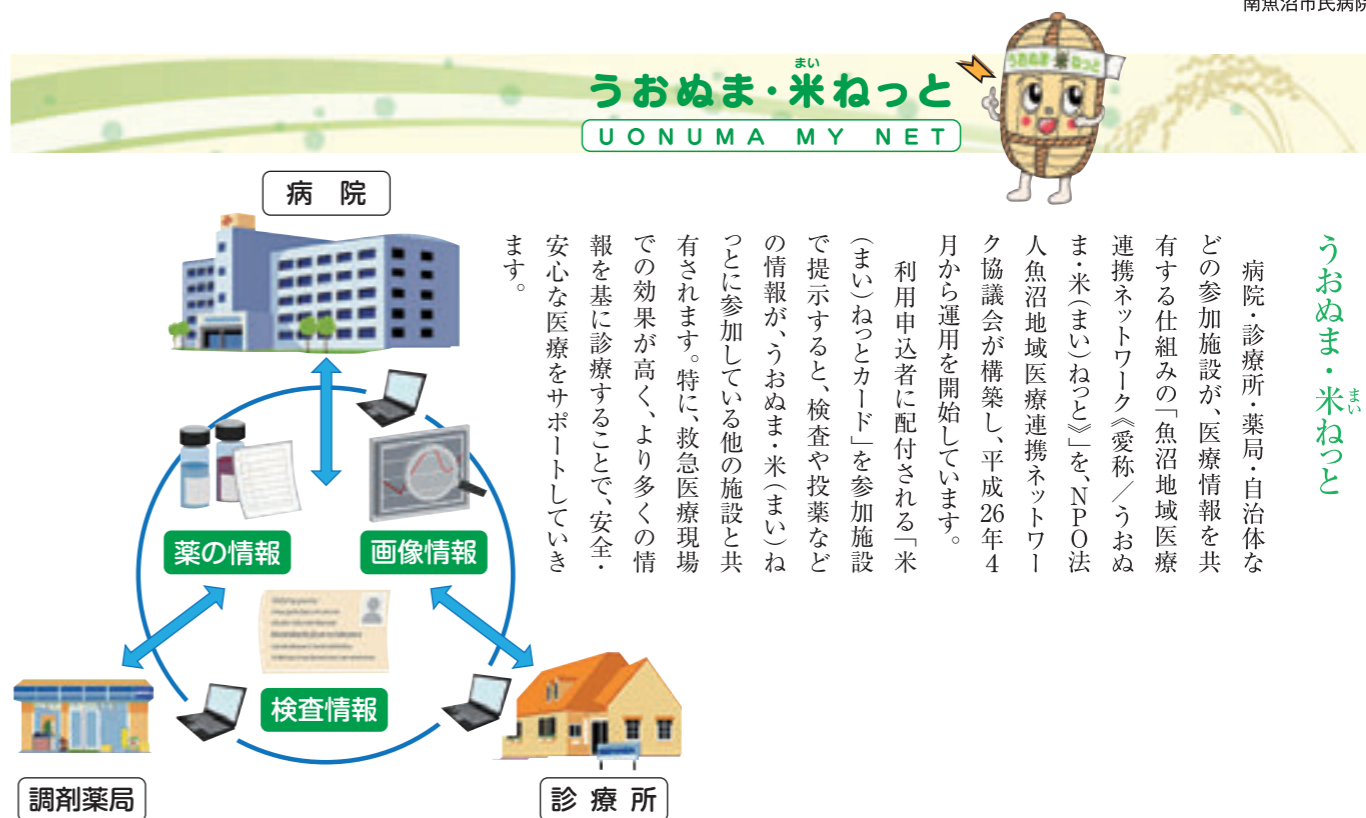 南魚沼市民病院
まい
うおぬま・米ねっと
UONUMA MY NET
うおぬま・米ねっと
うおぬま・米ねっと
まい
病院・診療所・薬局・自治体な
どの参加施設が、医療情報を共
有する仕組みの「魚沼地域医療
連携ネットワーク《愛称／うおぬ
ま・米(まい)ねっと》」を、NPO法
人魚沼地域医療連携ネットワー
ク協議会が構築し、平成26年4
月から運用を開始しています。
利用申込者に配付される「米
(まい)ねっとカード」を参加施設
で提示すると、検査や投薬など
の情報が、うおぬま・米(まい)ね
っとに参加している他の施設と共
有されます。特に、救急医療現場
での効果が高く、より多くの情
報を基に診療することで、安全・
安心な医療をサポートしていき
ます。
病院
薬の情報
画像情報
検査情報
調剤薬局
診療所